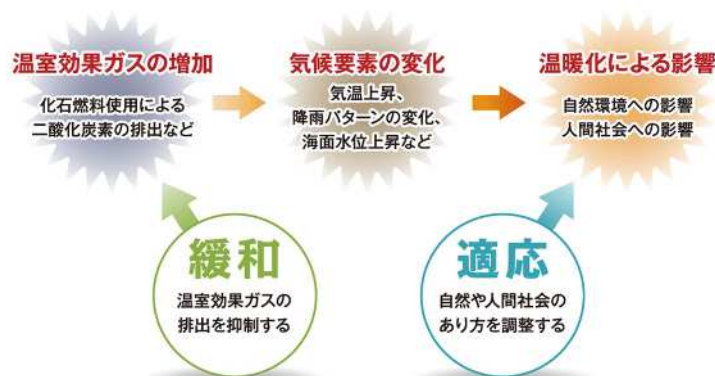 温室効果ガスの増加
化石燃料使用による
二酸化炭素の排出など
気候要素の変化
気温上昇、
降雨パターンの変化、
海面水位上昇など
温暖化による影響
自然環境への影響
人間社会への影響
緩和
温室効果ガスの
排出を抑制する
適応
自然や人間社会の
あり方を調整する